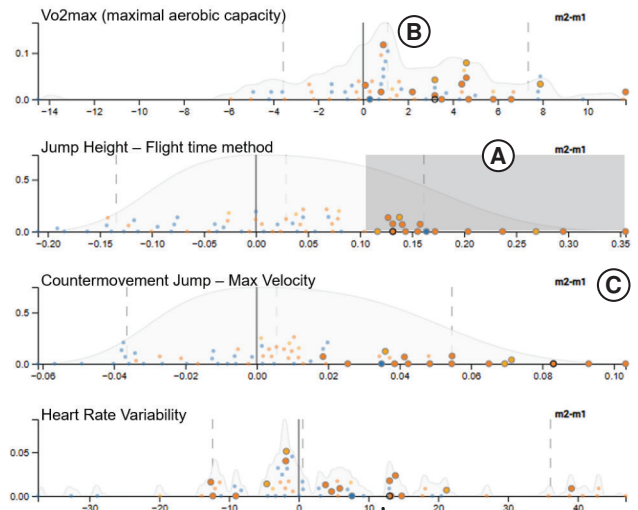 Vo2max (maximal aerobic capacity)
B
m2-m1
0.1
0.0
−14 −12 −10 −8 −6 −4 −2 0 2 4 6 8 10
Jump Height – Flight time method
A
m2-m1
0.5
0.0
−0.20 −0.15 −0.10 −0.05 0.00 0.05 0.10 0.15 0.20 0.25 0.30 0.35
Countermovement Jump – Max Velocity
m2-m1
C
0.5
0.0
−0.06 −0.04 −0.02 0.00 0.02 0.04 0.06 0.08 0.10
Heart Rate Variability
m2-m1
0.05
0.00
−30 −20 −10 0 10 20 30 40